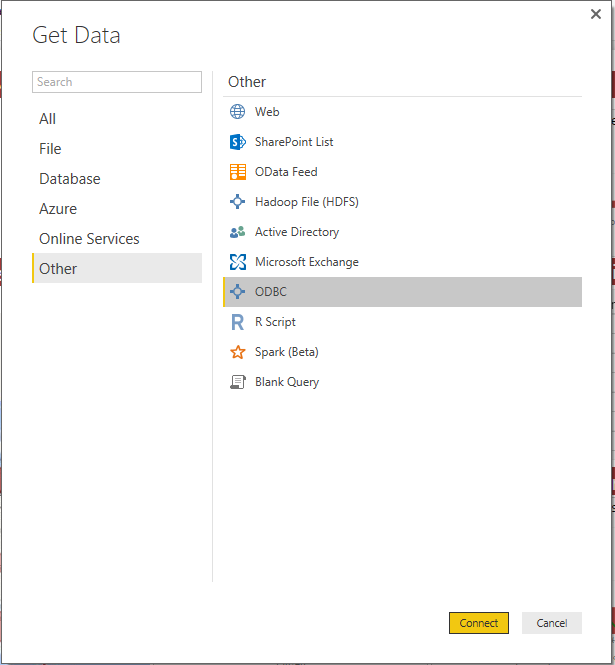 Get Data
Search
All
File
Database
Azure
Online Services
Other
Other
Web
SharePoint List
OData Feed
Hadoop File (HDFS)
Active Directory
Microsoft Exchange
ODBC
R Script
Spark (Beta)
Blank Query
Connect
Cancel